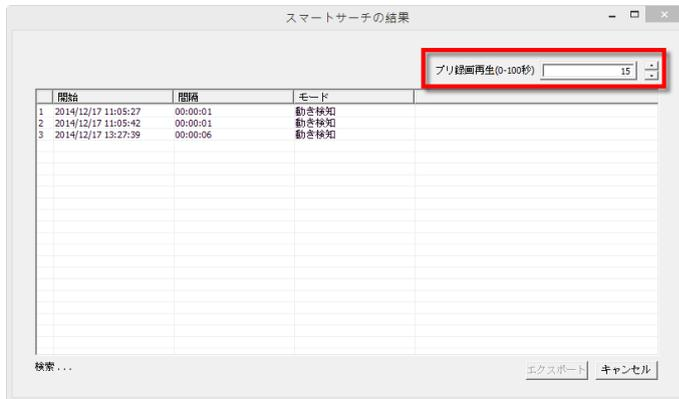 スマートサーチの結果
プリ録画再生(0-100秒) 15
開始 間隔 モード
1 2014/12/17 11:05:27 00:00:01 動き検知
2 2014/12/17 11:05:42 00:00:01 動き検知
3 2014/12/17 13:27:39 00:00:06 動き検知
検索 . . .
エクスポート キャンセル